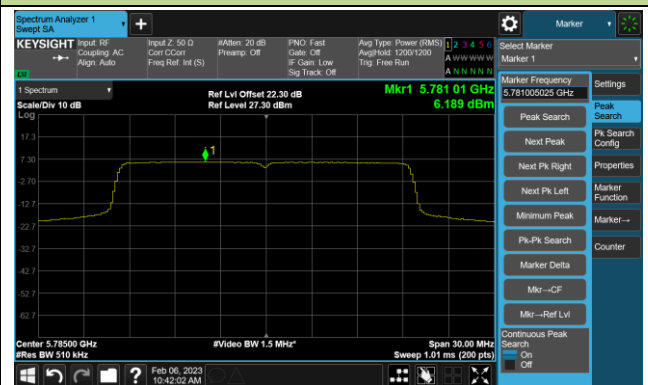 Spectrum Analyzer 1
Swept SA
+
Marker
KEYSIGHT
Input: RF
Coupling: AC
Align: Auto
Input Z: 50 Ω
Corr CCorr
Freq Ref: Int (S)
#Atten: 20 dB
Preamp: Off
PNO: Fast
Gate: Off
IF Gain: Low
Sig Track: Off
Avg Type: Power (RMS)
Avg|Hold: 1200/1200
Trig: Free Run
1 2 3 4 5 6
A W W W W W
A N N N N N
LXI
Select Marker
Marker 1
1 Spectrum
Scale/Div 10 dB
Log
Ref Lvl Offset 22.30 dB
Ref Level 27.30 dBm
Mkr1 5.781 01 GHz
6.189 dBm
17.3
7.30
-2.70
-12.7
-22.7
-32.7
-42.7
-52.7
-62.7
1
Center 5.78500 GHz
#Res BW 510 kHz
#Video BW 1.5 MHz*
Span 30.00 MHz
Sweep 1.01 ms (200 pts)
Marker Frequency
5.781005025 GHz
Peak Search
Next Peak
Next Pk Right
Next Pk Left
Minimum Peak
Pk-Pk Search
Marker Delta
Mkr→CF
Mkr→Ref Lvl
Continuous Peak
Search
On
Off
Settings
Peak
Search
Pk Search
Config
Properties
Marker
Function
Marker→
Counter
?
Feb 06, 2023
10:42:02 AM